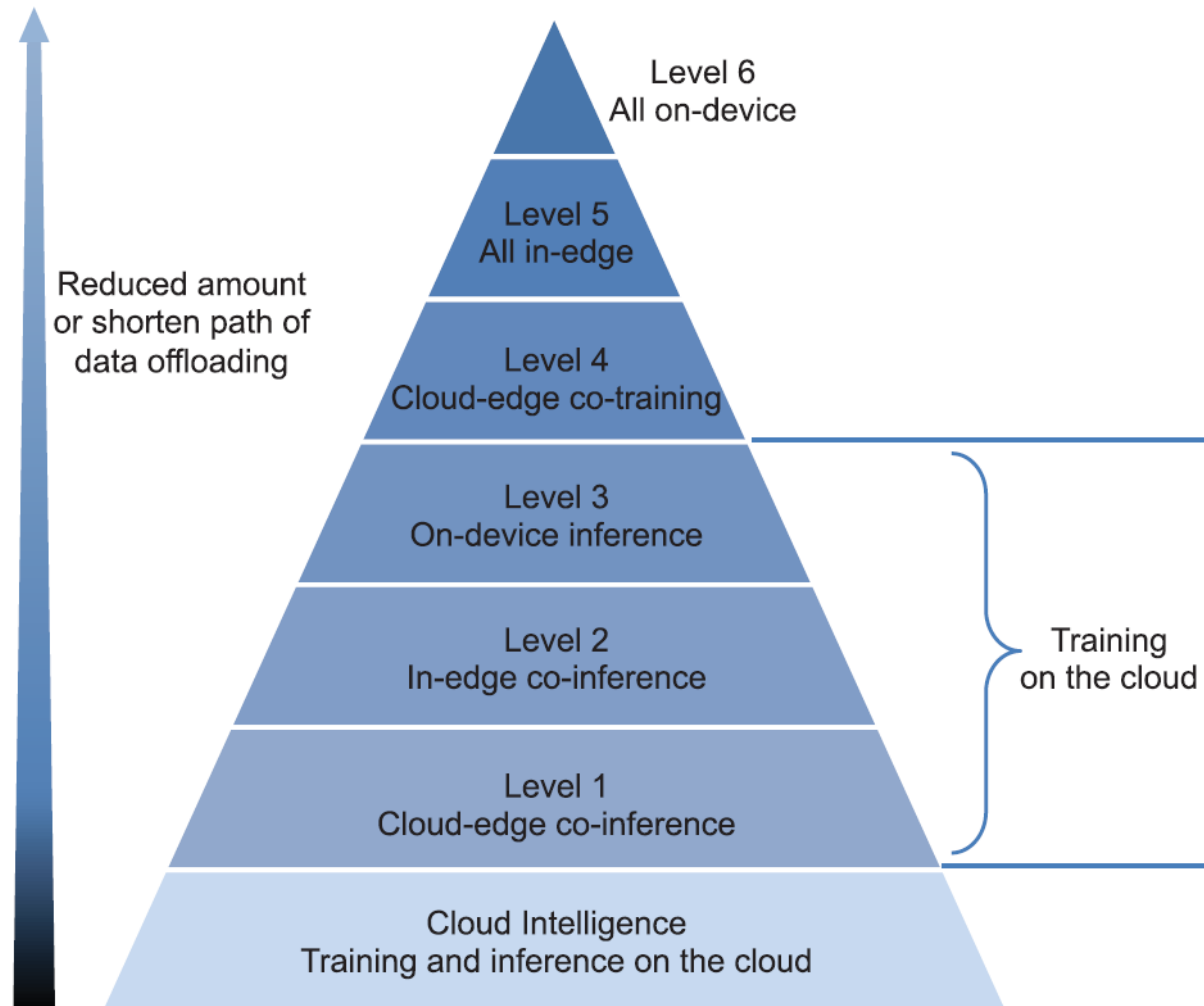 Level 6
All on-device
Level 5
All in-edge
Reduced amount
or shorten path of
data offloading
Level 4
Cloud-edge co-training
Level 3
On-device inference
Level 2
In-edge co-inference
Training
on the cloud
Level 1
Cloud-edge co-inference
Cloud Intelligence
Training and inference on the cloud